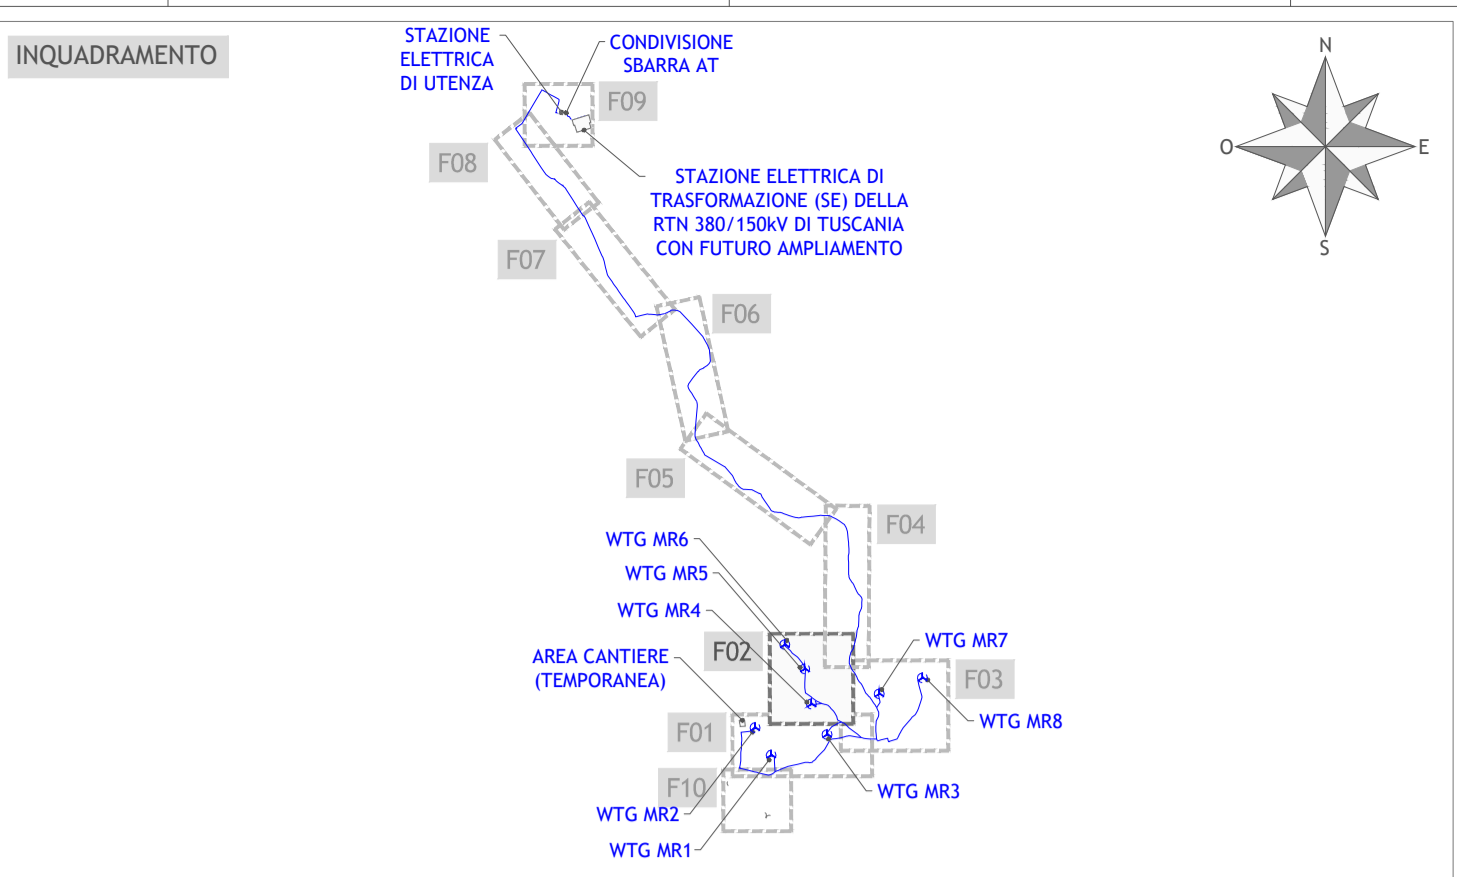 INQUADRAMENTO
STAZIONE
ELETTRICA
DI UTENZA
CONDIVISIONE
SBARRA AT
N
O
E
S
F09
F08
STAZIONE ELETTRICA DI
TRASFORMAZIONE (SE) DELLA
RTN 380/150kV DI TUSCANIA
CON FUTURO AMPLIAMENTO
F07
F06
F05
F04
WTG MR6
WTG MR5
WTG MR4
F02
WTG MR7
AREA CANTIERE
(TEMPORANEA)
F03
WTG MR8
F01
F10
WTG MR3
WTG MR2
WTG MR1